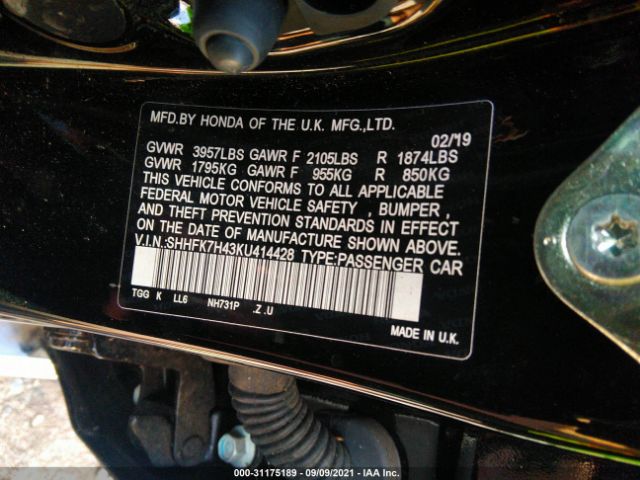 MFD.BY HONDA OF THE U.K. MFG.,LTD.
02/19
GVWR 3957LBS GAWR F 2105LBS R 1874LBS
GVWR 1795KG GAWR F 955KG R 850KG
THIS VEHICLE CONFORMS TO ALL APPLICABLE
FEDERAL MOTOR VEHICLE SAFETY , BUMPER ,
AND THEFT PREVENTION STANDARDS IN EFFECT
ON THE DATE OF MANUFACTURE SHOWN ABOVE.
V.I.N.:SHHFK7H43KU414428 TYPE:PASSENGER CAR
TGG K LL6 NH731P .Z .U
MADE IN U.K.
000-31175189 - 09/09/2021 - IAA Inc.